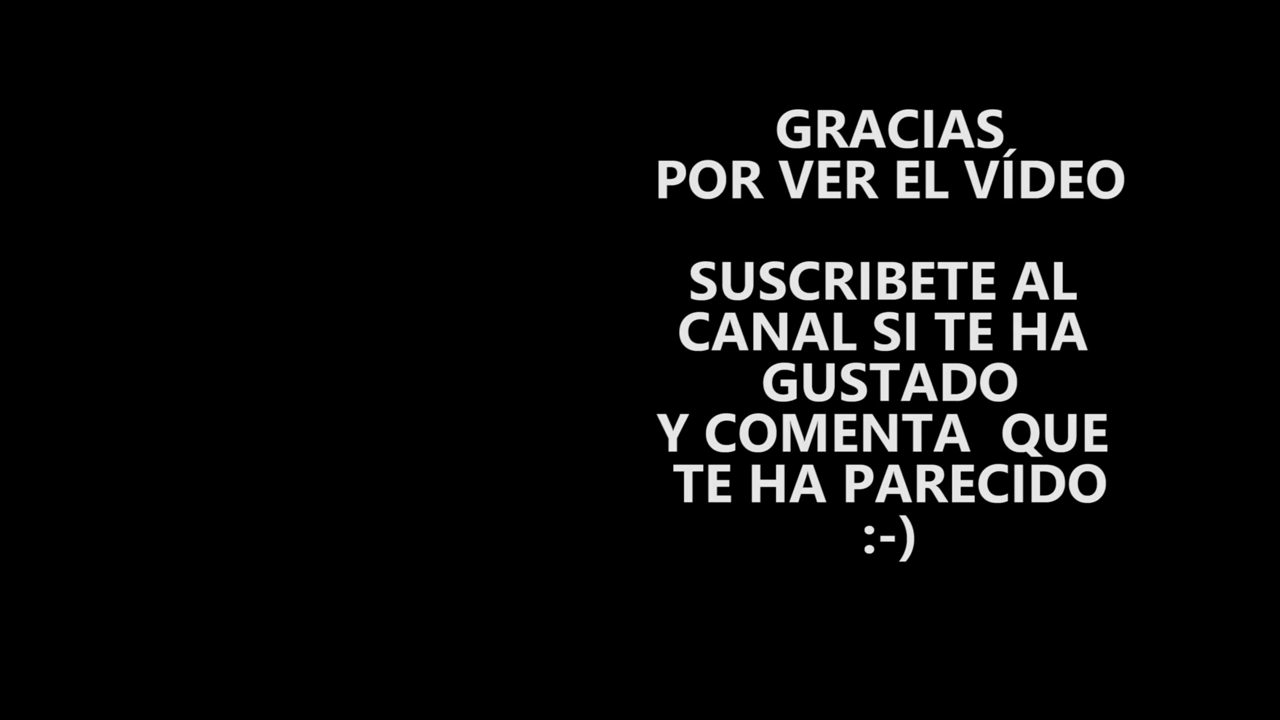 GRACIAS
POR VER EL VÍDEO
SUSCRIBETE AL
CANAL SI TE HA
GUSTADO
Y COMENTA  QUE
TE HA PARECIDO
:-)